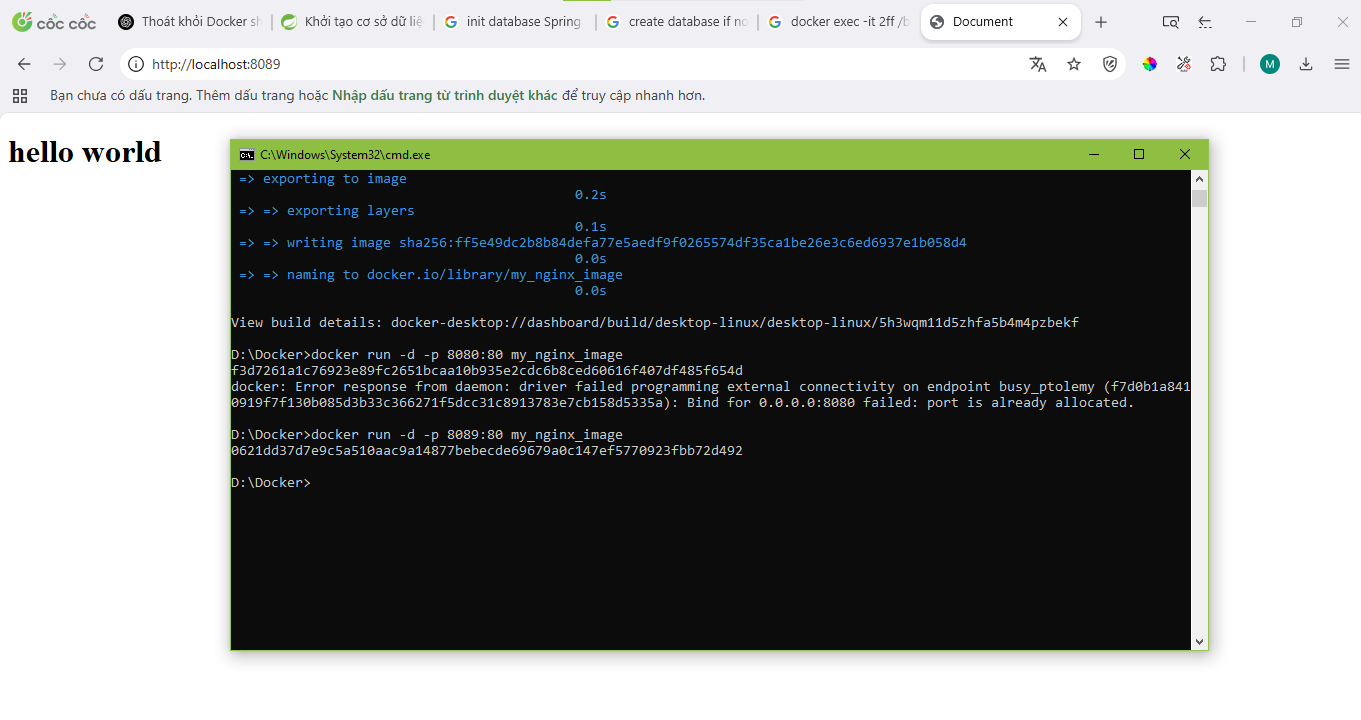 cốc cốc
Thoát khỏi Docker sh
Khởi tạo cơ sở dữ liệ
init database Spring
create database if no
docker exec -it 2ff /b
Document
http://localhost:8089
M
Bạn chưa có dấu trang. Thêm dấu trang hoặc Nhập dấu trang từ trình duyệt khác để truy cập nhanh hơn.
hello world
C:\Windows\System32\cmd.exe
=> exporting to image
0.2s
=> => exporting layers
0.1s
=> => writing image sha256:ff5e49dc2b8b84defa77e5aedf9f0265574df35ca1be26e3c6ed6937e1b058d4
0.0s
=> => naming to docker.io/library/my_nginx_image
0.0s
View build details: docker-desktop://dashboard/build/desktop-linux/desktop-linux/5h3wqm11d5zhfa5b4m4pzbekf
D:\Docker>docker run -d -p 8080:80 my_nginx_image
f3d7261a1c76923e89fc2651bcaa10b935e2cdc6b8ced60616f407df485f654d
docker: Error response from daemon: driver failed programming external connectivity on endpoint busy_ptolemy (f7d0b1a841
0919f7f130b085d3b33c366271f5dcc31c8913783e7cb158d5335a): Bind for 0.0.0.0:8080 failed: port is already allocated.
D:\Docker>docker run -d -p 8089:80 my_nginx_image
0621dd37d7e9c5a510aac9a14877bebecde69679a0c147ef5770923fbb72d492
D:\Docker>